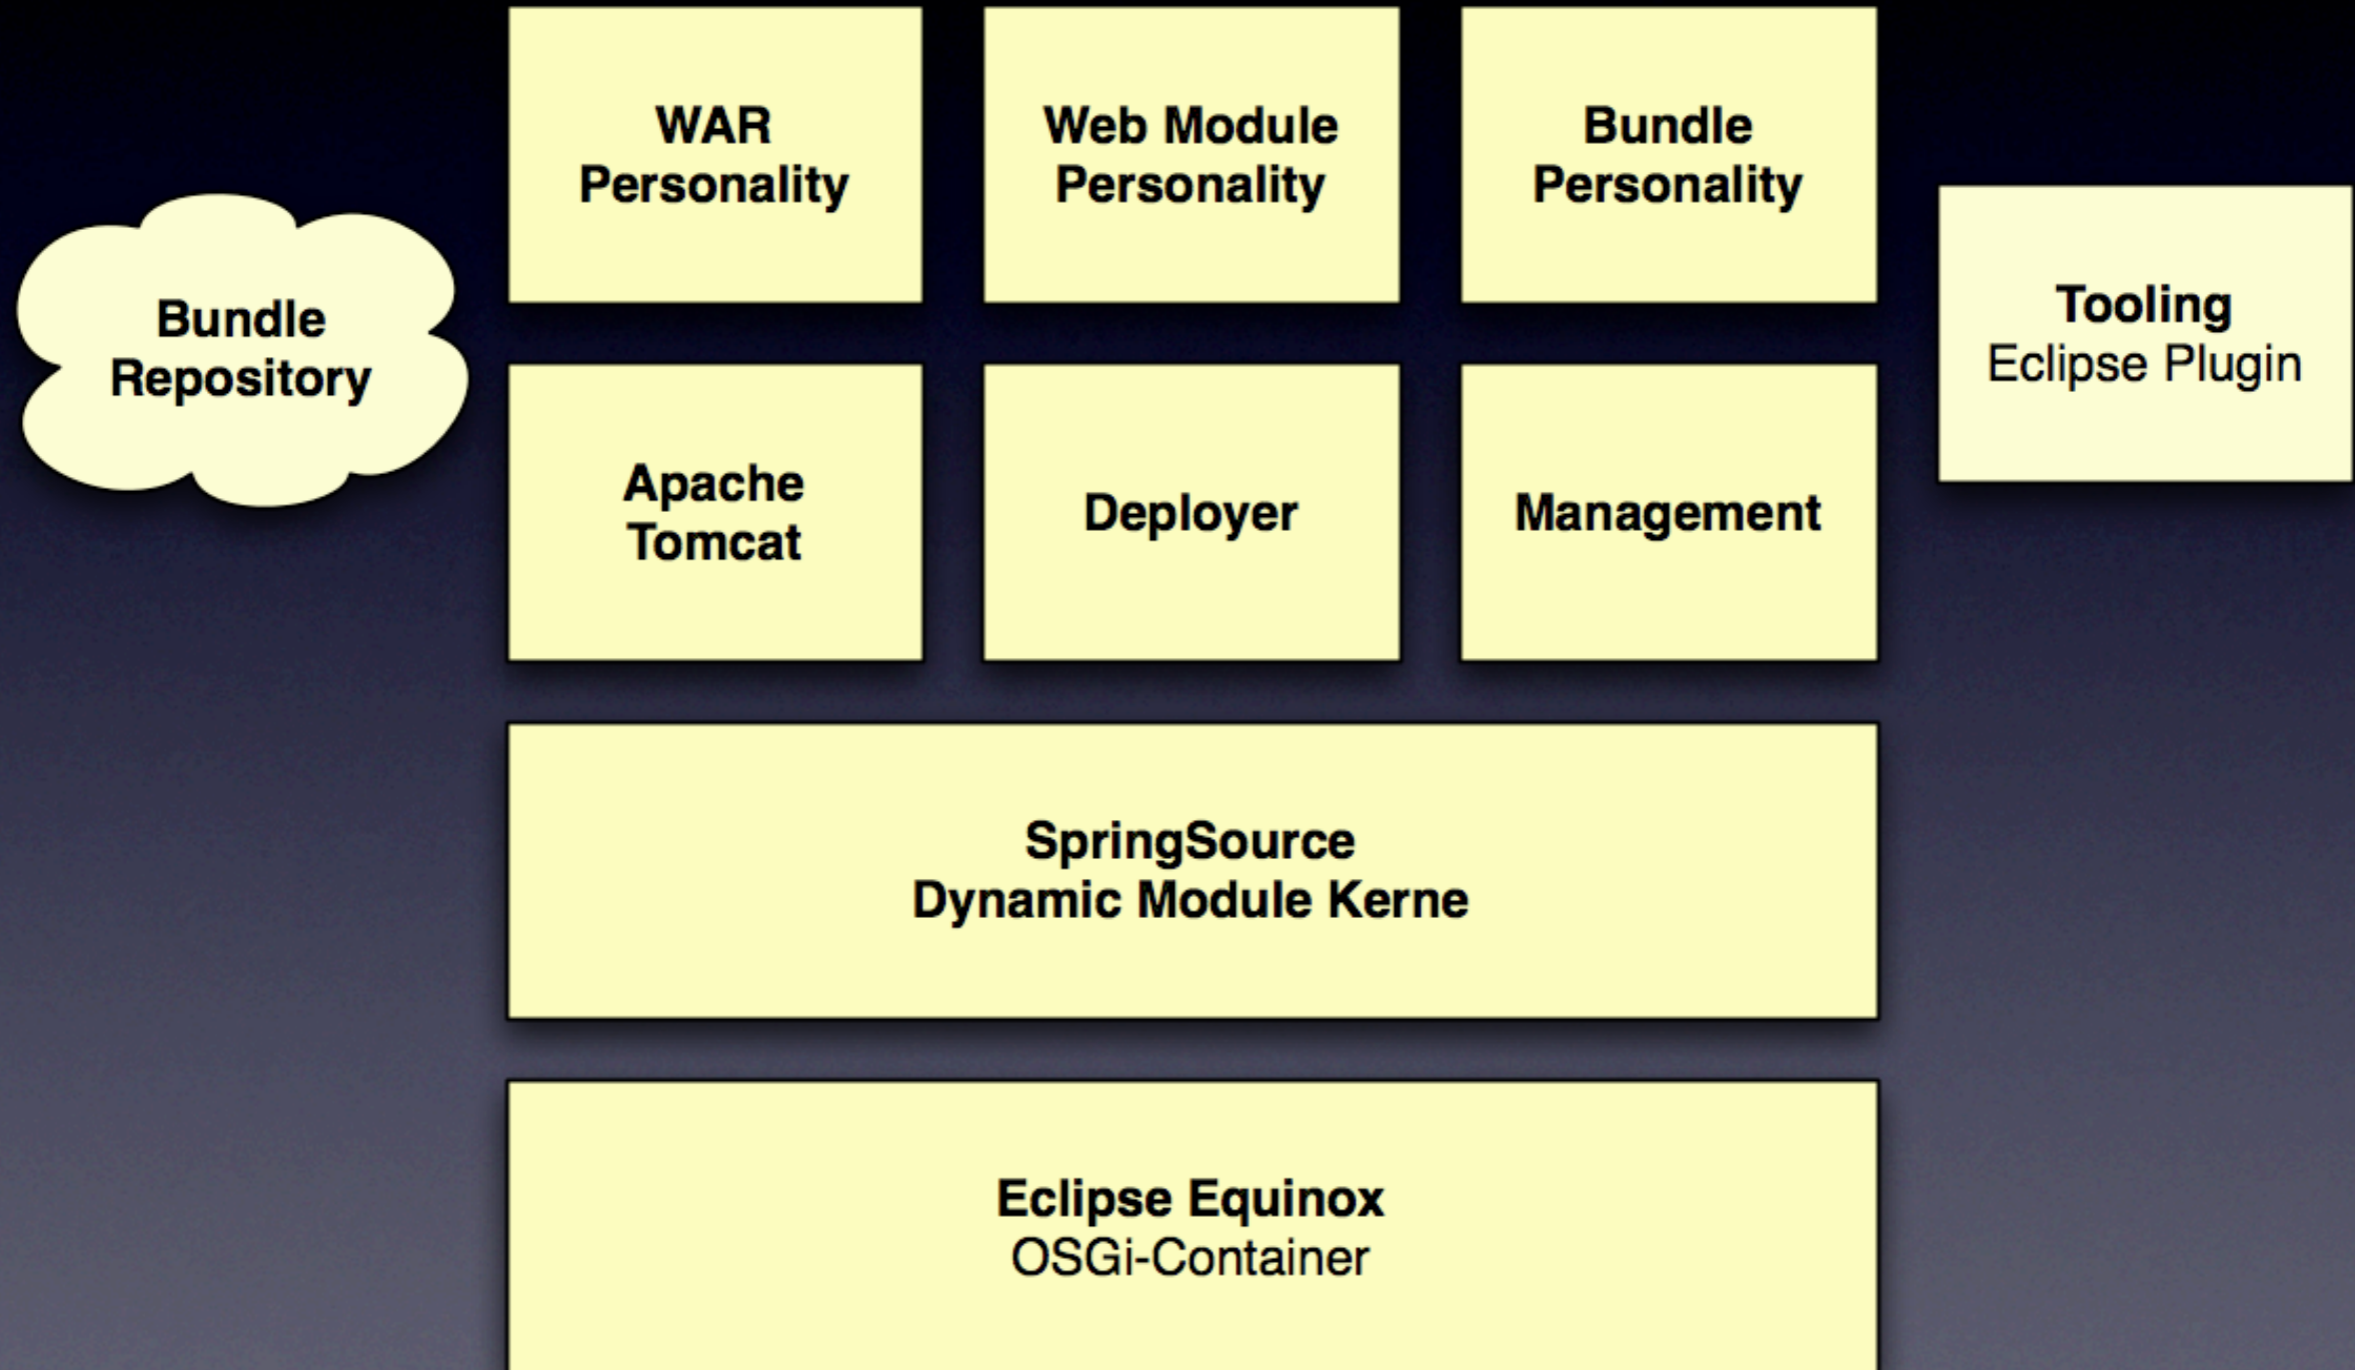 WAR
Personality
Web Module
Personality
Bundle
Personality
Bundle
Repository
Tooling
Eclipse Plugin
Apache
Tomcat
Deployer
Management
SpringSource
Dynamic Module Kerne
Eclipse Equinox
OSGi-Container